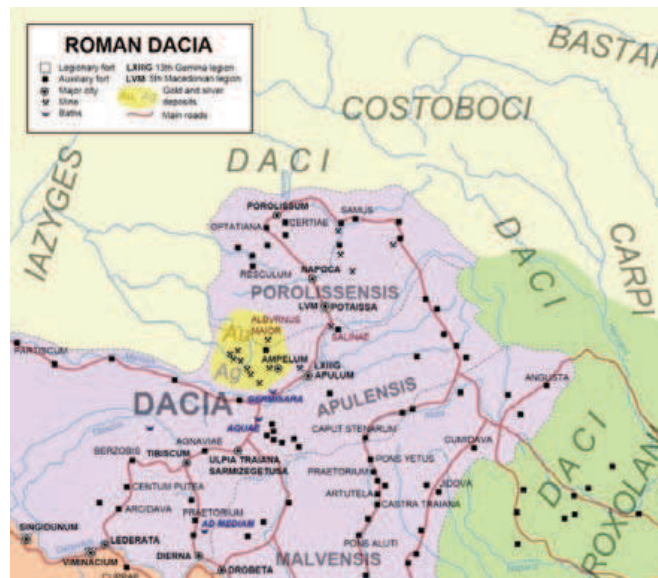 ROMAN DACIA
Legionary fort
LXIIIG 13th Gemina legion
Auxiliary fort
LVM 5th Macedonian legion
Major city
Au, Ag
Gold and silver
deposits
Mine
Baths
Main roads
BASTAR
COSTOBOCI
DACI
IAZYGES
DACI
CARPI
POROLISSUM
OPTATIANA
CERTIAE
SAMUS
RESCULUM
NAPOCA
POROLISSENSIS
LVM
POTAISSA
ALBVRNUS
MAIOR
SALINAE
Au
PARTISCUM
AMPELUM
LXIIIG
APULUM
Ag
GERMISARA
DACIA
APULENSIS
ANGUSTA
AQUAE
CAPUT STENARUM
AGNAVIAE
CUMIDAVA
BERZOBIS
TIBISCUM
ULPIA TRAIANA
SARMIZEGETUSA
PONS VETUS
DACI
PRAETORIUM
CENTUM PUTEA
ARTUTELA
JIDOVA
ARCIDAVA
PRAETORIUM
CASTRA TRAIANA
ROXOLANI
AD MEDIAM
SINGIDUNUM
LEDERATA
PONS ALUTI
VIMINACIUM
DIERNA
MALVENSIS
DROBETA